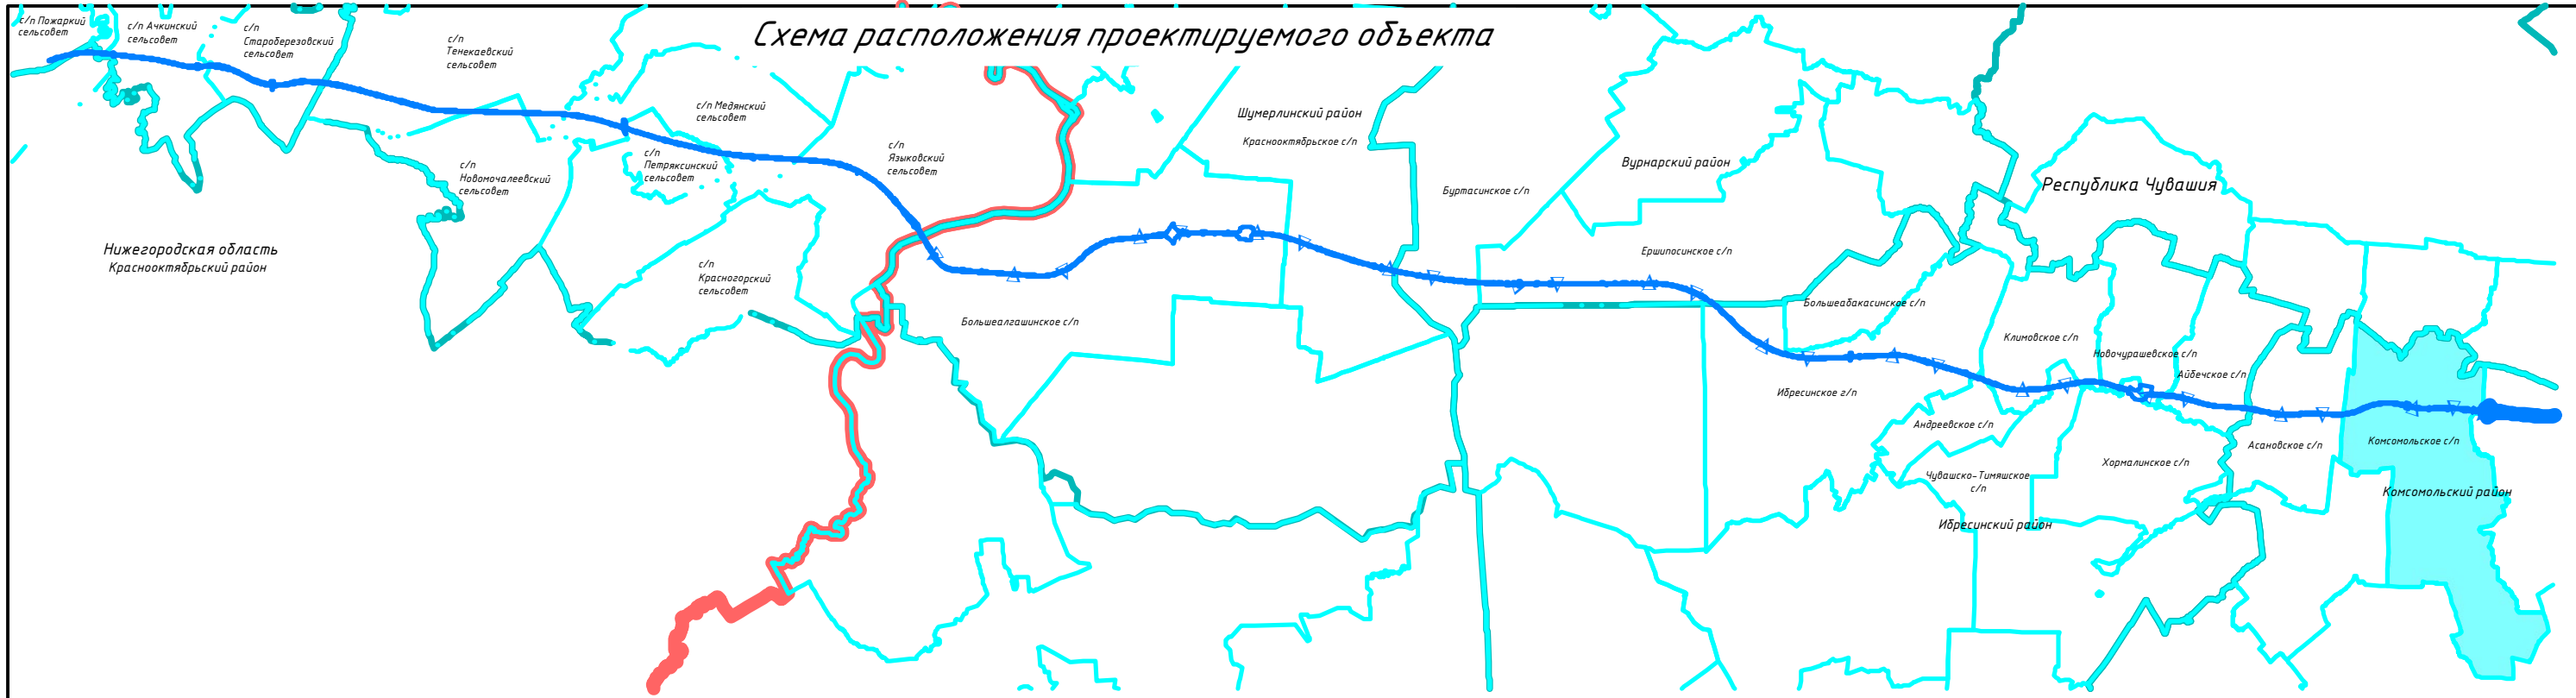 Схема расположения проектируемого объекта
с/п Пожаркий
сельсовет
с/п Ачкинский
сельсовет
с/п
Староберезовский
сельсовет
с/п
Тенекаевский
сельсовет
с/п Медянский
сельсовет
с/п
Петряксинский
сельсовет
с/п
Новомочалеевский
сельсовет
с/п
Языковский
сельсовет
Нижегородская область
Краснооктябрьский район
с/п
Красногорский
сельсовет
Большеалгашинское с/п
Шумерлинский район
Краснооктябрьское с/п
Буртасинское с/п
Вурнарский район
Ершипосинское с/п
Республика Чувашия
Большеабакасинское с/п
Климовское с/п
Новочурашевское с/п
Айбечское с/п
Ибресинское г/п
Андреевское с/п
Чувашско-Тимяшское
с/п
Хормалинское с/п
Ибресинский район
Асановское с/п
Комсомольское с/п
Комсомольский район